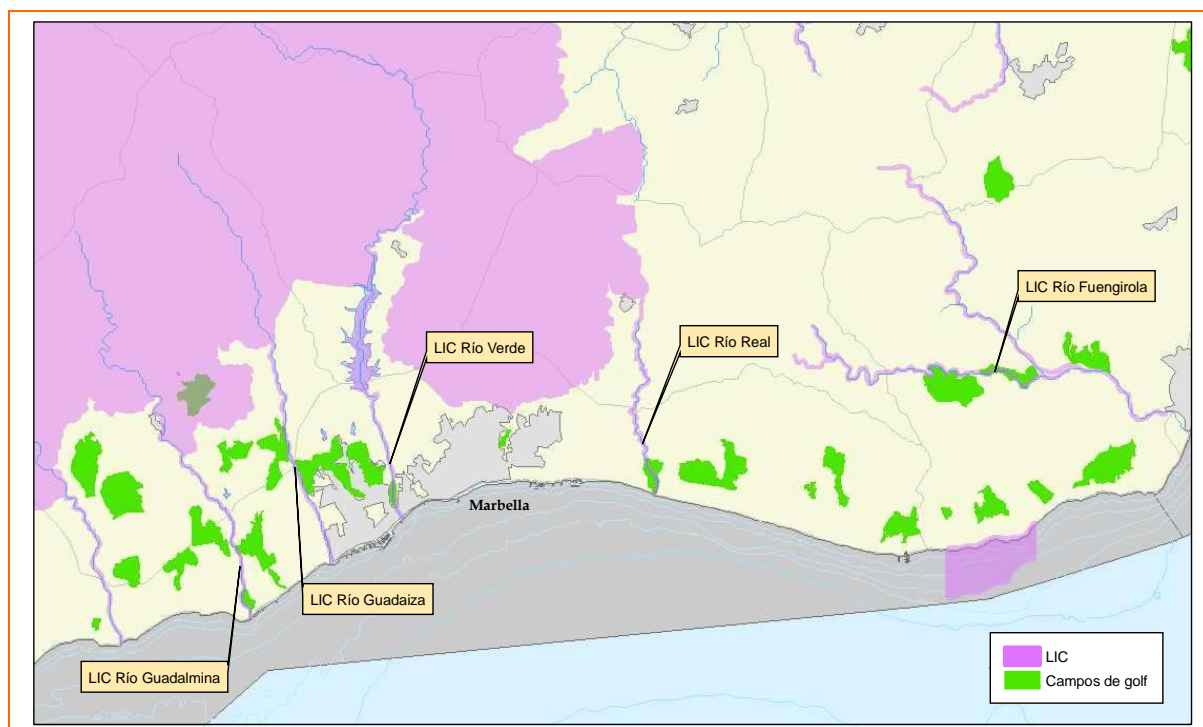 LIC Río Fuengirola
LIC Río Real
LIC Río Verde
Marbella
LIC Río Guadaiza
LIC Río Guadalmina
LIC
Campos de golf